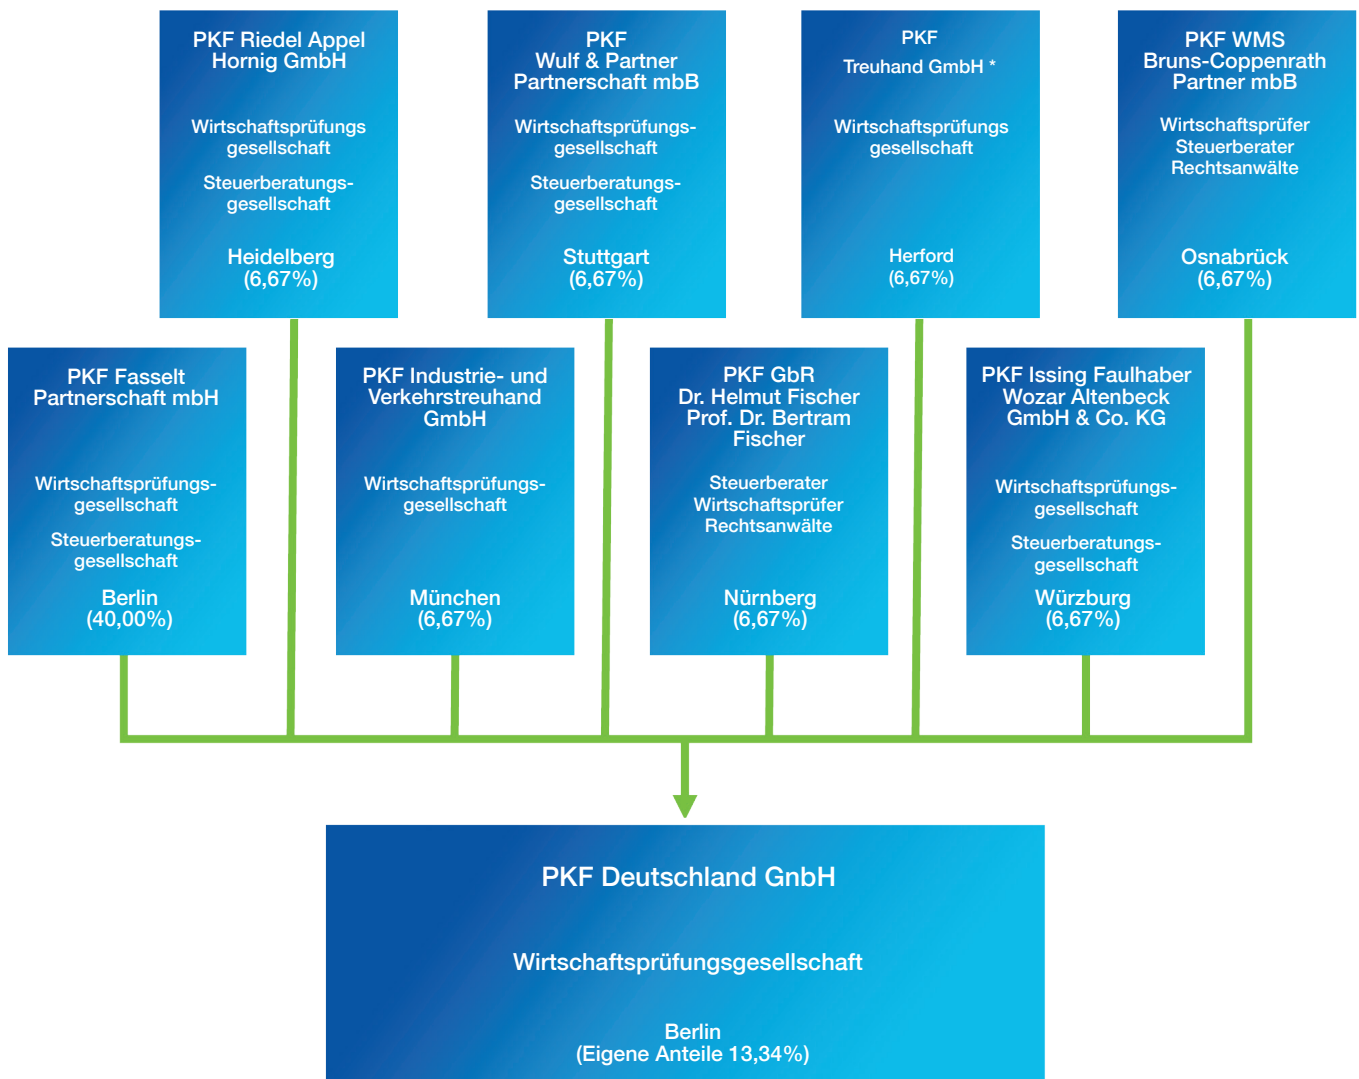 PKF Riedel Appel
Hornig GmbH
Wirtschaftsprüfungs
gesellschaft
Steuerberatungs-
gesellschaft
Heidelberg
(6,67%)
PKF
Wulf & Partner
Partnerschaft mbB
Wirtschaftsprüfungs-
gesellschaft
Steuerberatungs-
gesellschaft
Stuttgart
(6,67%)
PKF
Treuhand GmbH *
Wirtschaftsprüfungs
gesellschaft
Herford
(6,67%)
PKF WMS
Bruns-Coppenrath
Partner mbB
Wirtschaftsprüfer
Steuerberater
Rechtsanwälte
Osnabrück
(6,67%)
PKF Fasselt
Partnerschaft mbH
Wirtschaftsprüfungs-
gesellschaft
Steuerberatungs-
gesellschaft
Berlin
(40,00%)
PKF Industrie- und
Verkehrstreuhand
GmbH
Wirtschaftsprüfungs-
gesellschaft
München
(6,67%)
PKF GbR
Dr. Helmut Fischer
Prof. Dr. Bertram
Fischer
Steuerberater
Wirtschaftsprüfer
Rechtsanwälte
Nürnberg
(6,67%)
PKF Issing Faulhaber
Wozar Altenbeck
GmbH & Co. KG
Wirtschaftsprüfungs-
gesellschaft
Steuerberatungs-
gesellschaft
Würzburg
(6,67%)
PKF Deutschland GnbH
Wirtschaftsprüfungsgesellschaft
Berlin
(Eigene Anteile 13,34%)